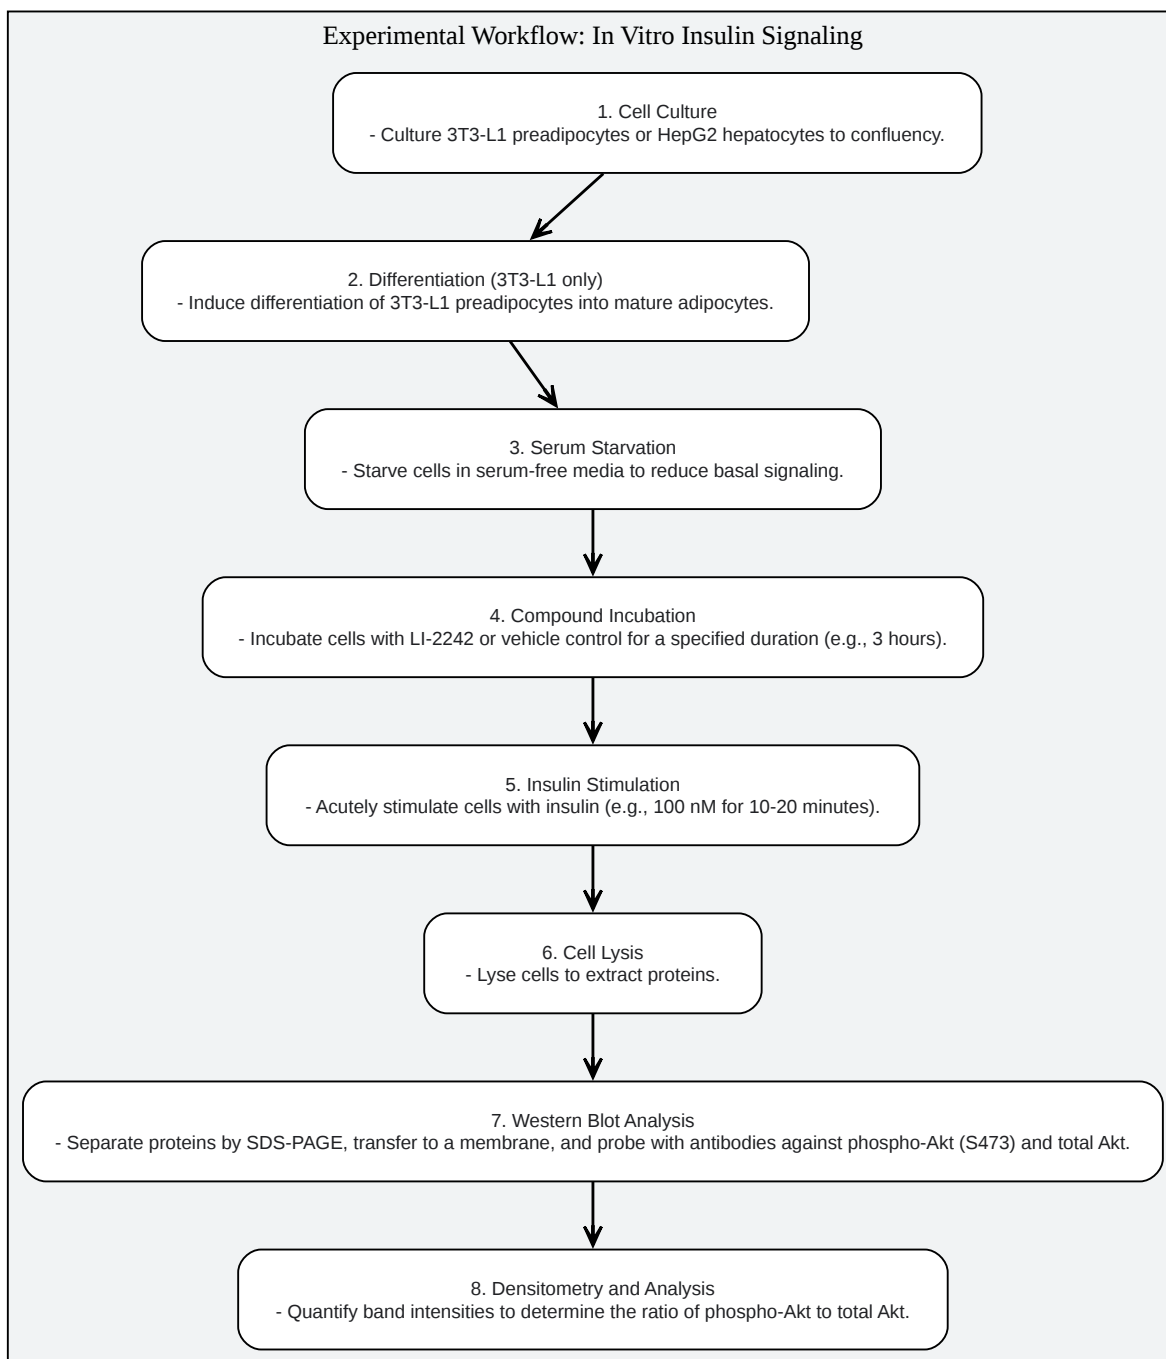 Experimental Workflow: In Vitro Insulin Signaling
1. Cell Culture
- Culture 3T3-L1 preadipocytes or HepG2 hepatocytes to confluency.
2. Differentiation (3T3-L1 only)
- Induce differentiation of 3T3-L1 preadipocytes into mature adipocytes.
3. Serum Starvation
- Starve cells in serum-free media to reduce basal signaling.
4. Compound Incubation
- Incubate cells with LI-2242 or vehicle control for a specified duration (e.g., 3 hours).
5. Insulin Stimulation
- Acutely stimulate cells with insulin (e.g., 100 nM for 10-20 minutes).
6. Cell Lysis
- Lyse cells to extract proteins.
7. Western Blot Analysis
- Separate proteins by SDS-PAGE, transfer to a membrane, and probe with antibodies against phospho-Akt (S473) and total Akt.
8. Densitometry and Analysis
- Quantify band intensities to determine the ratio of phospho-Akt to total Akt.